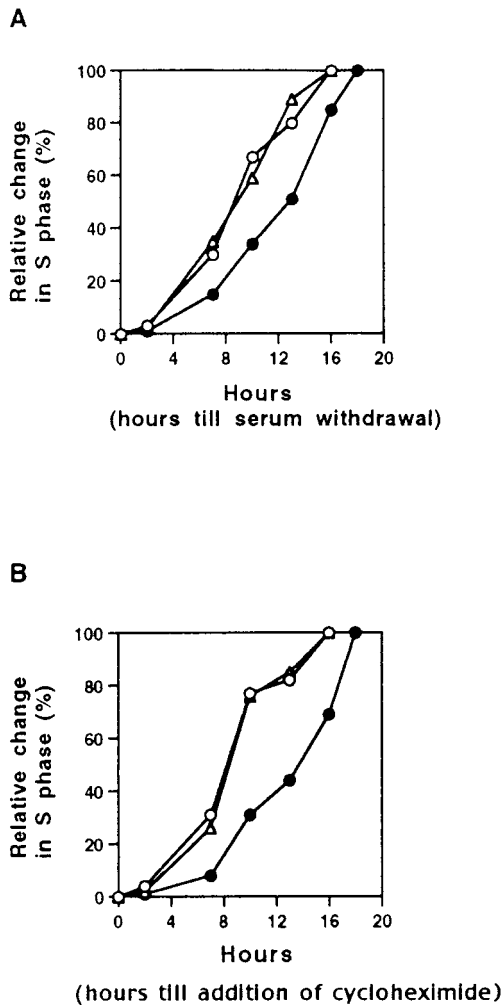 A
Relative change
in S phase (%)
100
80
60
40
20
0
0 4 8 12 16 20
Hours
(hours till serum withdrawal)
B
Relative change
in S phase (%)
100
80
60
40
20
0
0 4 8 12 16 20
Hours
(hours till addition of cycloheximide)